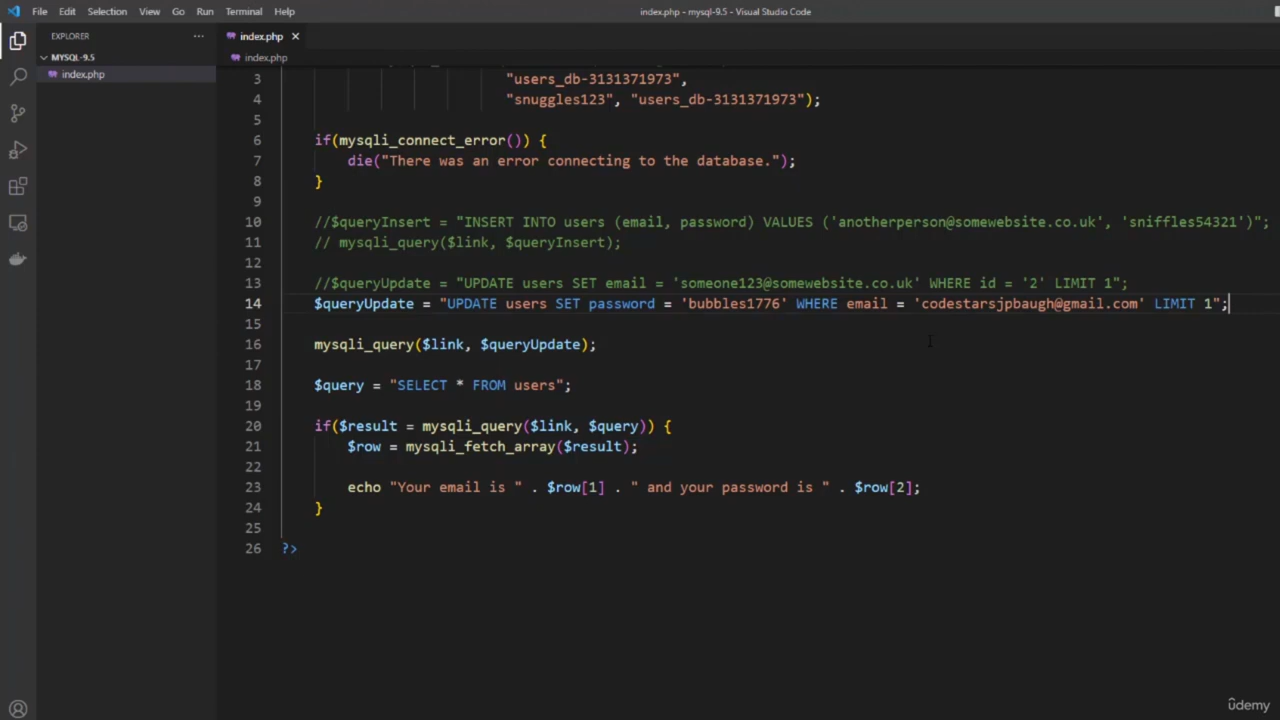 File Edit Selection View Go Run Terminal Help
index.php - mysql-9.5 - Visual Studio Code
EXPLORER ...
MYSQL-9.5
index.php
index.php ×
index.php
3 "users_db-3131371973",
4 "snuggles123", "users_db-3131371973");
5
6 if(mysqli_connect_error()) {
7 die("There was an error connecting to the database.");
8 }
9
10 //$queryInsert = "INSERT INTO users (email, password) VALUES ('anotherperson@somewebsite.co.uk', 'sniffles54321')";
11 // mysqli_query($link, $queryInsert);
12
13 //$queryUpdate = "UPDATE users SET email = 'someone123@somewebsite.co.uk' WHERE id = '2' LIMIT 1";
14 $queryUpdate = "UPDATE users SET password = 'bubbles1776' WHERE email = 'codestarsjpbaugh@gmail.com' LIMIT 1";
15
16 mysqli_query($link, $queryUpdate);
17
18 $query = "SELECT * FROM users";
19
20 if($result = mysqli_query($link, $query)) {
21 $row = mysqli_fetch_array($result);
22
23 echo "Your email is " . $row[1] . " and your password is " . $row[2];
24 }
25
26 ?>
ûdemy